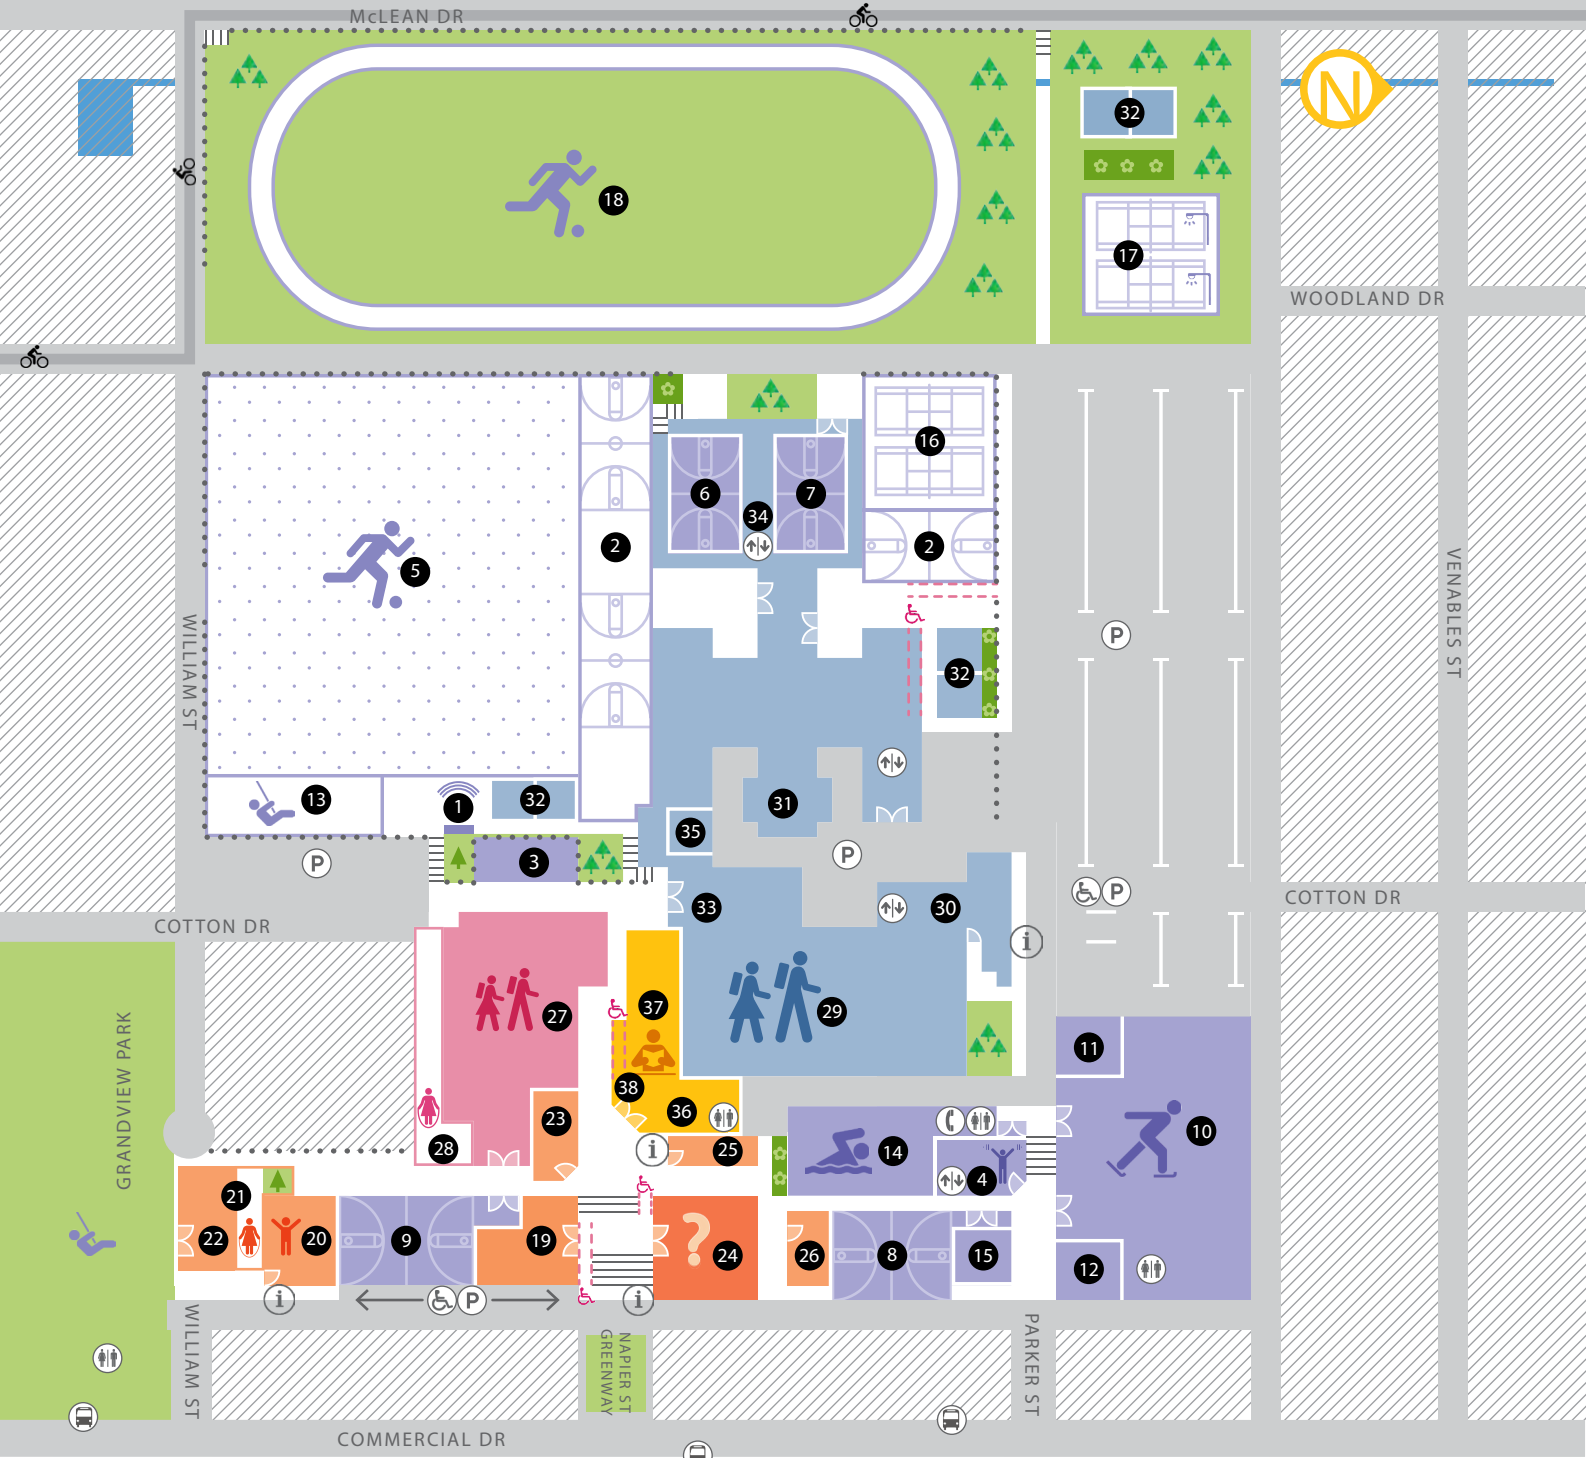 McLEAN DR
N
32
18
17
WOODLAND DR
16
6
7
34
2
2
5
VENABLES ST
P
WILLIAM ST
32
13
1
32
31
35
P
P
3
P
COTTON DR
33
30
i
COTTON DR
37
29
27
GRANDVIEW PARK
11
38
36
23
10
28
i
25
14
4
21
22
20
9
19
24
26
8
15
12
i
P
i
WILLIAM ST
NAPIER ST
GREENWAY
PARKER ST
COMMERCIAL DR